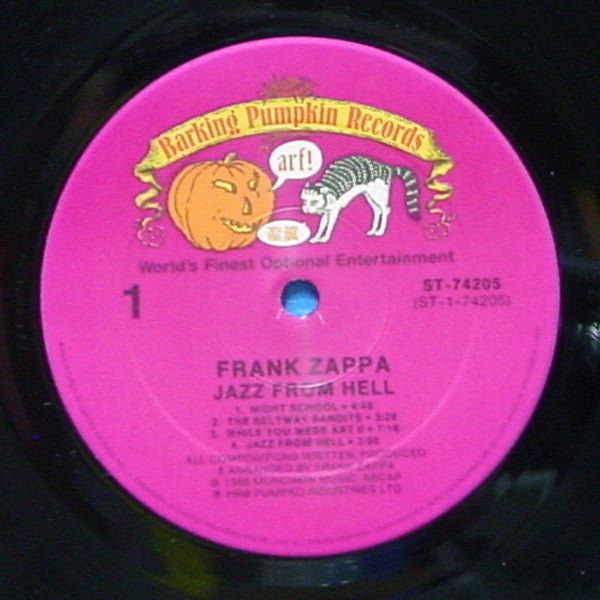 Barking Pumpkin Records
arf!
World's Finest Optional Entertainment
1
ST-74205
(ST-1-74205)
FRANK ZAPPA
JAZZ FROM HELL
1. NIGHT SCHOOL • 4:48
2. THE BELTWAY BANDITS • 3:26
3. WHILE YOU WERE ART II • 7:16
4. JAZZ FROM HELL • 3:00
ALL COMPOSITIONS WRITTEN, PRODUCED
& ARRANGED BY FRANK ZAPPA
© 1986 MUNCHKIN MUSIC, ASCAP
℗ 1986 PUMPKO INDUSTRIES LTD